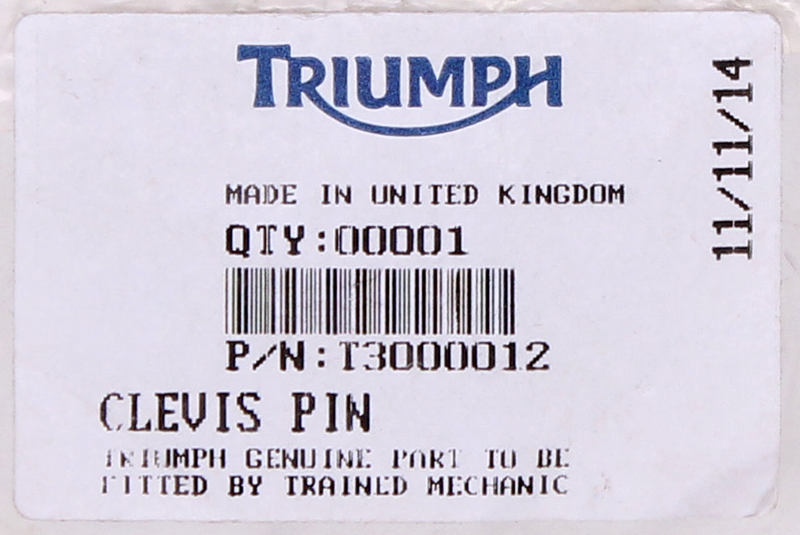 TRIUMPH
11/11/14
MADE IN UNITED KINGDOM
QTY:00001
P/N:T3000012
CLEVIS PIN
TRIUMPH GENUINE PART TO BE
FITTED BY TRAINED MECHANIC